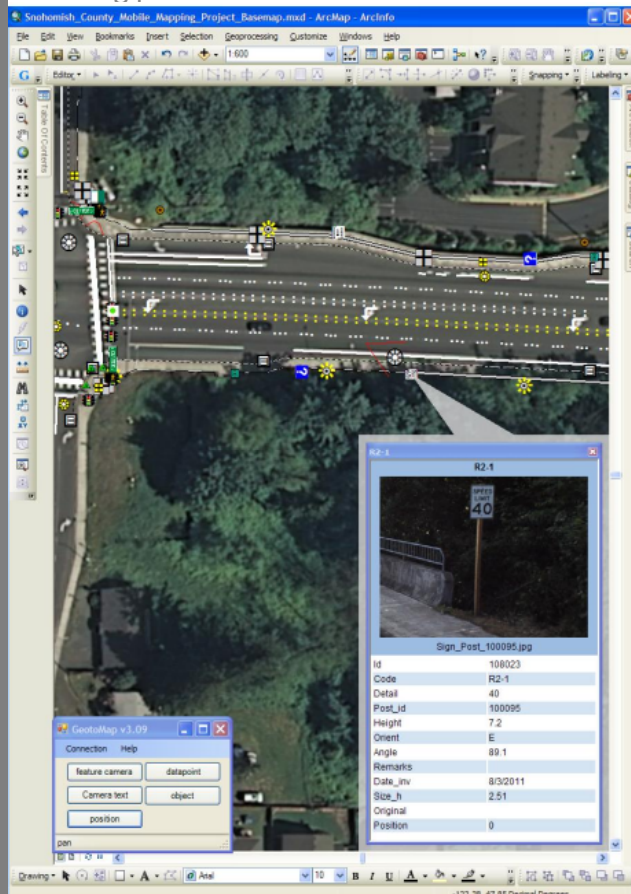 Snohomish_County_Mobile_Mapping_Project_Basemap.mxd - ArcMap - ArcInfo
File Edit View Bookmarks Insert Selection Geoprocessing Customize Windows Help
1:600
Editor
Snapping
Labeling
Table Of Contents
R2-1
R2-1
SPEED
LIMIT
40
Sign_Post_100095.jpg
Id 108023
Code R2-1
Detail 40
Post_id 100095
Height 7.2
Orient E
Angle 89.1
Remarks
Date_inv 8/3/2011
Size_h 2.51
Original
Position 0
GeotoMap v3.09
Connection Help
feature camera datapoint
Camera text object
position
pan
Drawing A Arial 10 B I U A